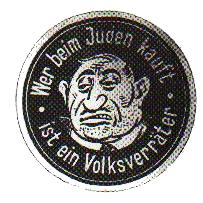 Wer beim Juden kauft
ist ein Volksverräter